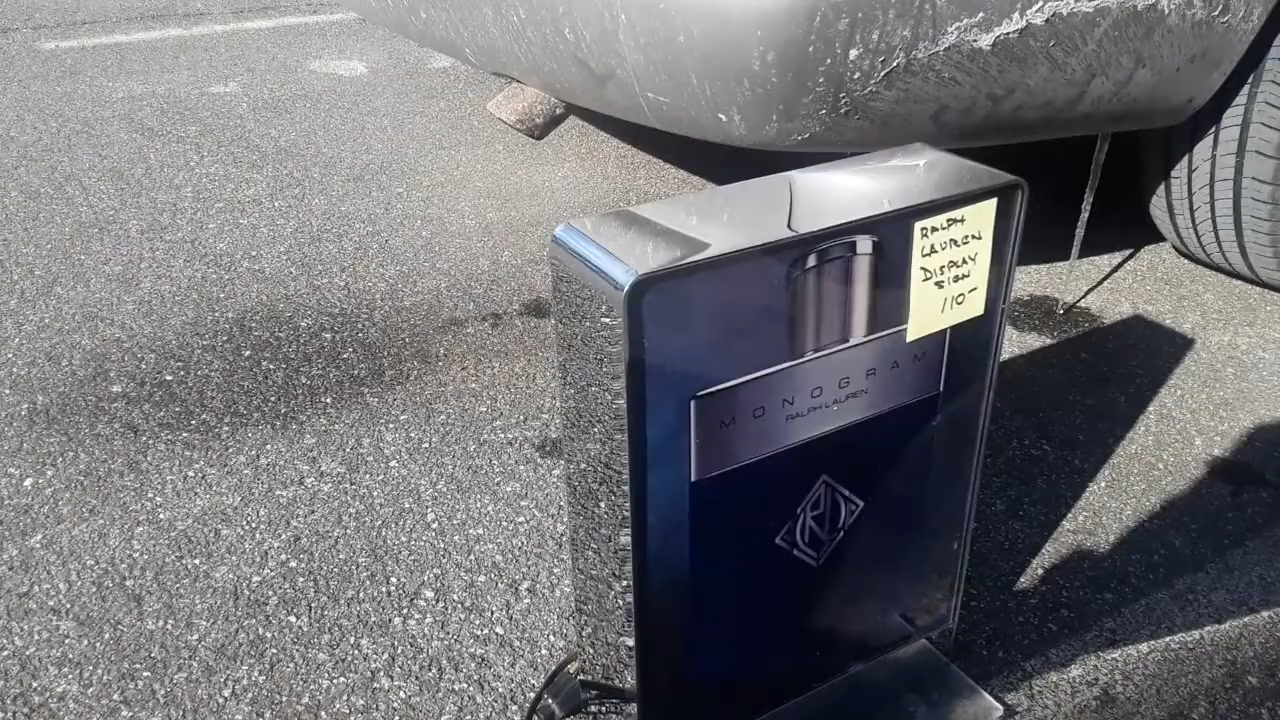 RALPH
LAUREN
DISPLAY
SIGN
110-
MONOGRAM
RALPH LAUREN